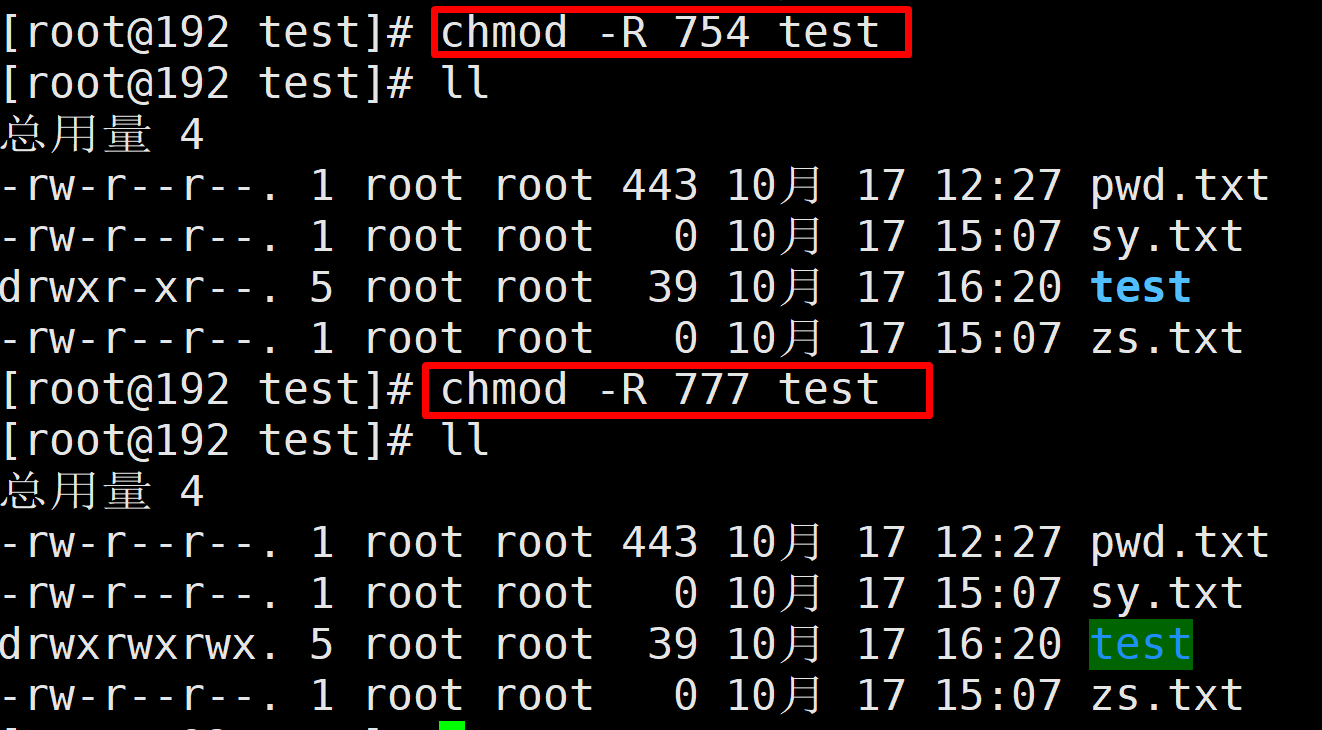 [root@192 test]# chmod -R 754 test
[root@192 test]# ll
总用量 4
-rw-r--r--. 1 root root 443 10月 17 12:27 pwd.txt
-rw-r--r--. 1 root root   0 10月 17 15:07 sy.txt
drwxr-xr--. 5 root root  39 10月 17 16:20 test
-rw-r--r--. 1 root root   0 10月 17 15:07 zs.txt
[root@192 test]# chmod -R 777 test
[root@192 test]# ll
总用量 4
-rw-r--r--. 1 root root 443 10月 17 12:27 pwd.txt
-rw-r--r--. 1 root root   0 10月 17 15:07 sy.txt
drwxrwxrwx. 5 root root  39 10月 17 16:20 test
-rw-r--r--. 1 root root   0 10月 17 15:07 zs.txt